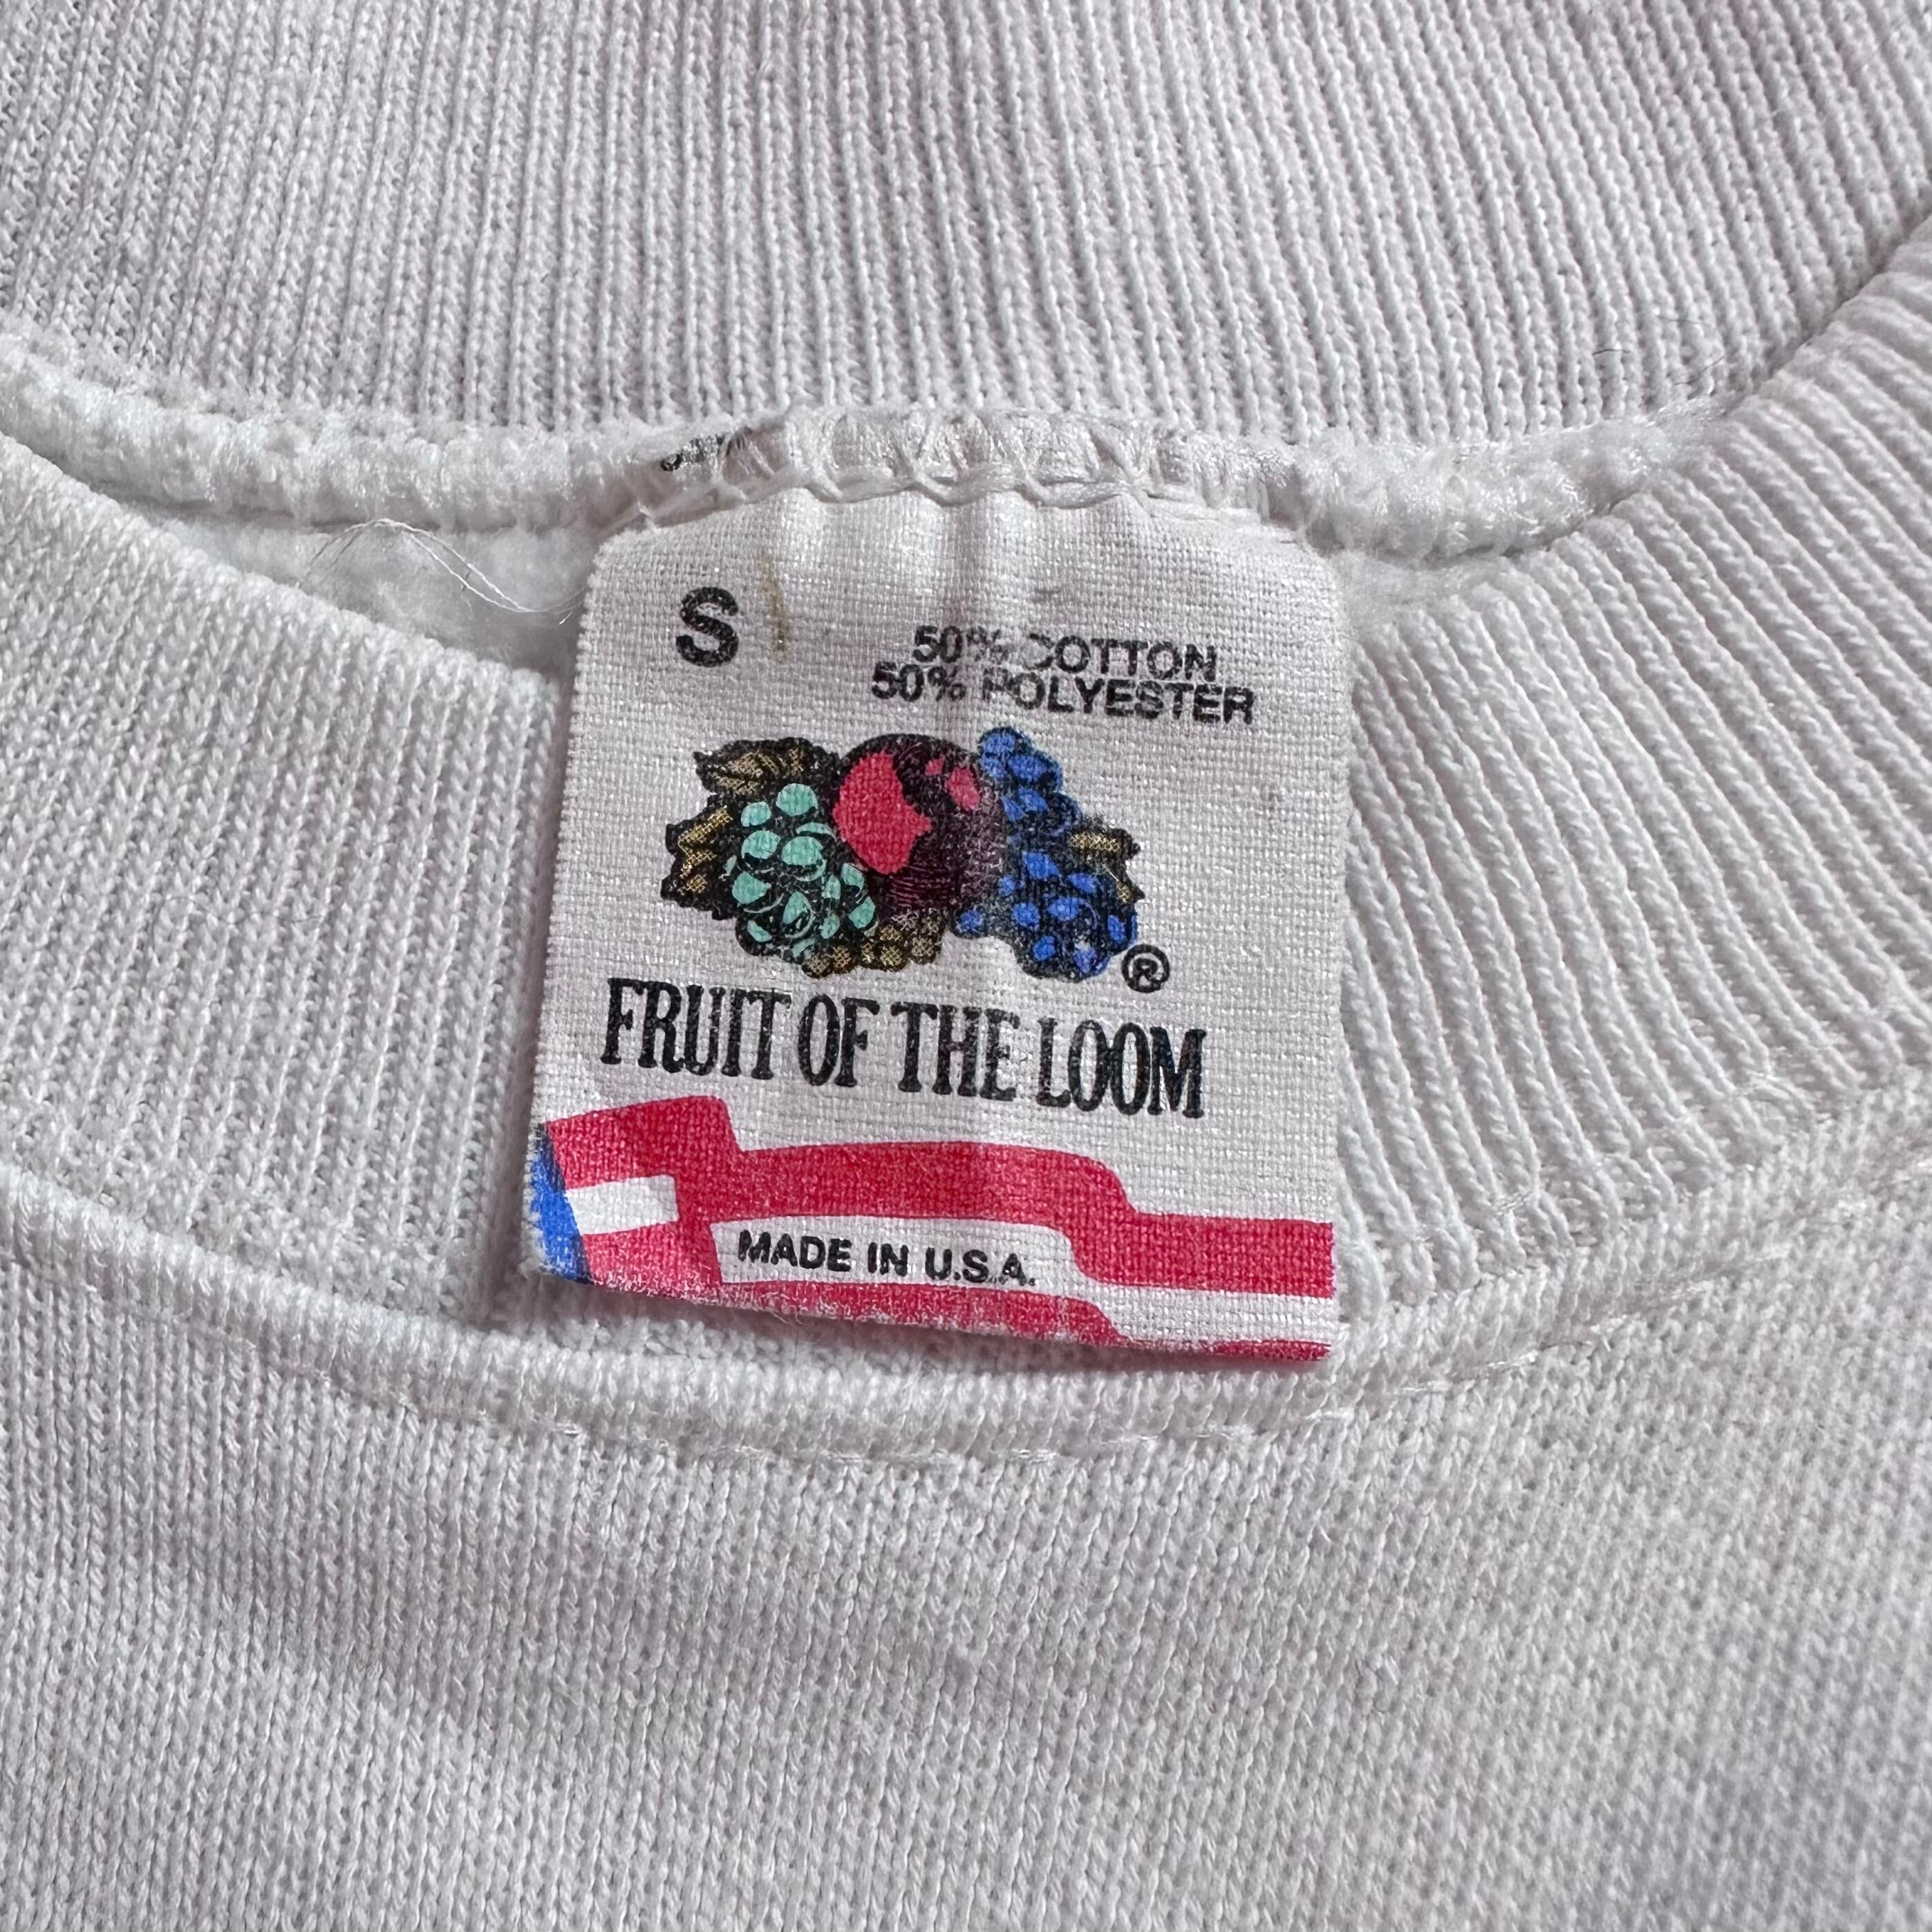 S
50% COTTON
50% POLYESTER
®
FRUIT OF THE LOOM
MADE IN U.S.A.